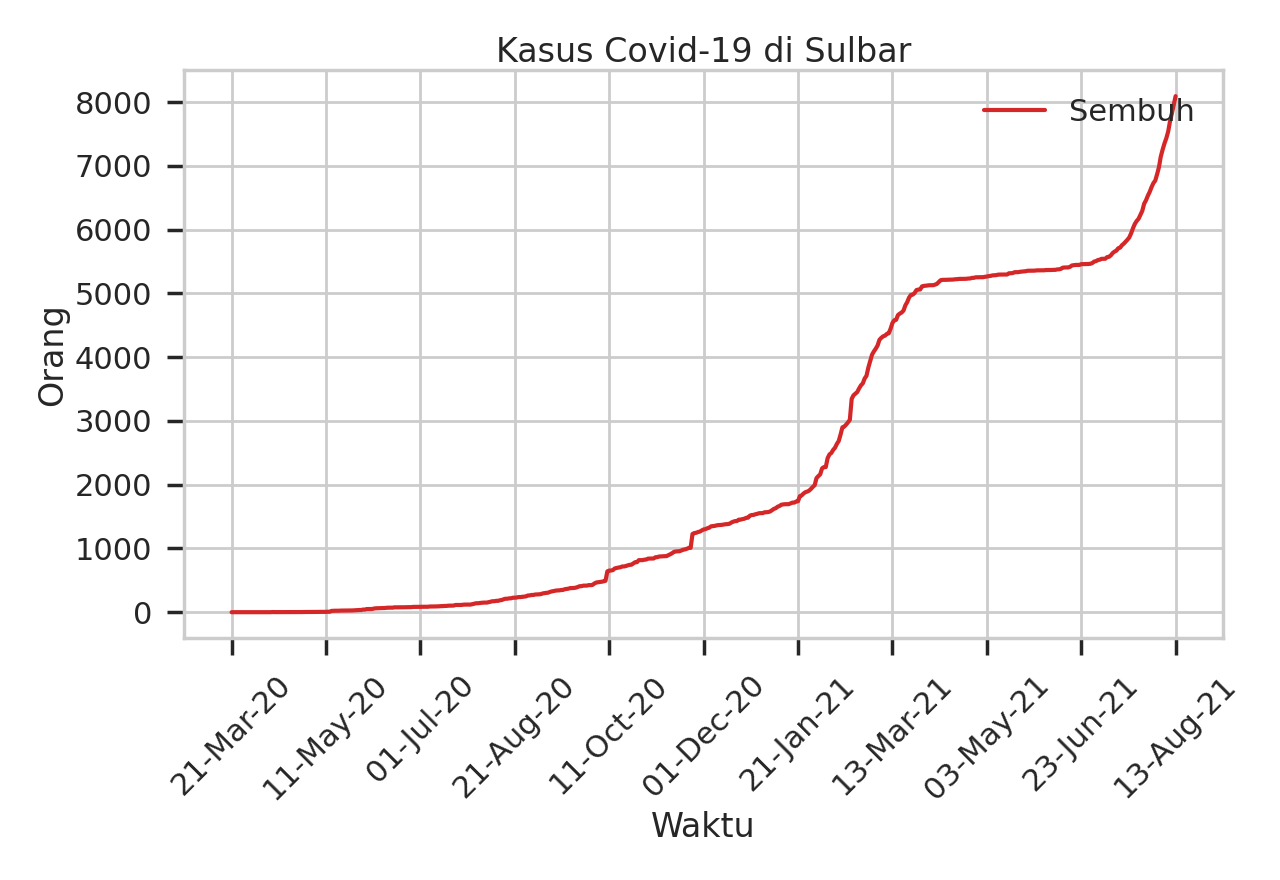 Kasus Covid-19 di Sulbar
Sembuh
8000
7000
6000
5000
4000
3000
2000
1000
0
Orang
21-Mar-20
11-May-20
01-Jul-20
21-Aug-20
11-Oct-20
01-Dec-20
21-Jan-21
13-Mar-21
03-May-21
23-Jun-21
13-Aug-21
Waktu